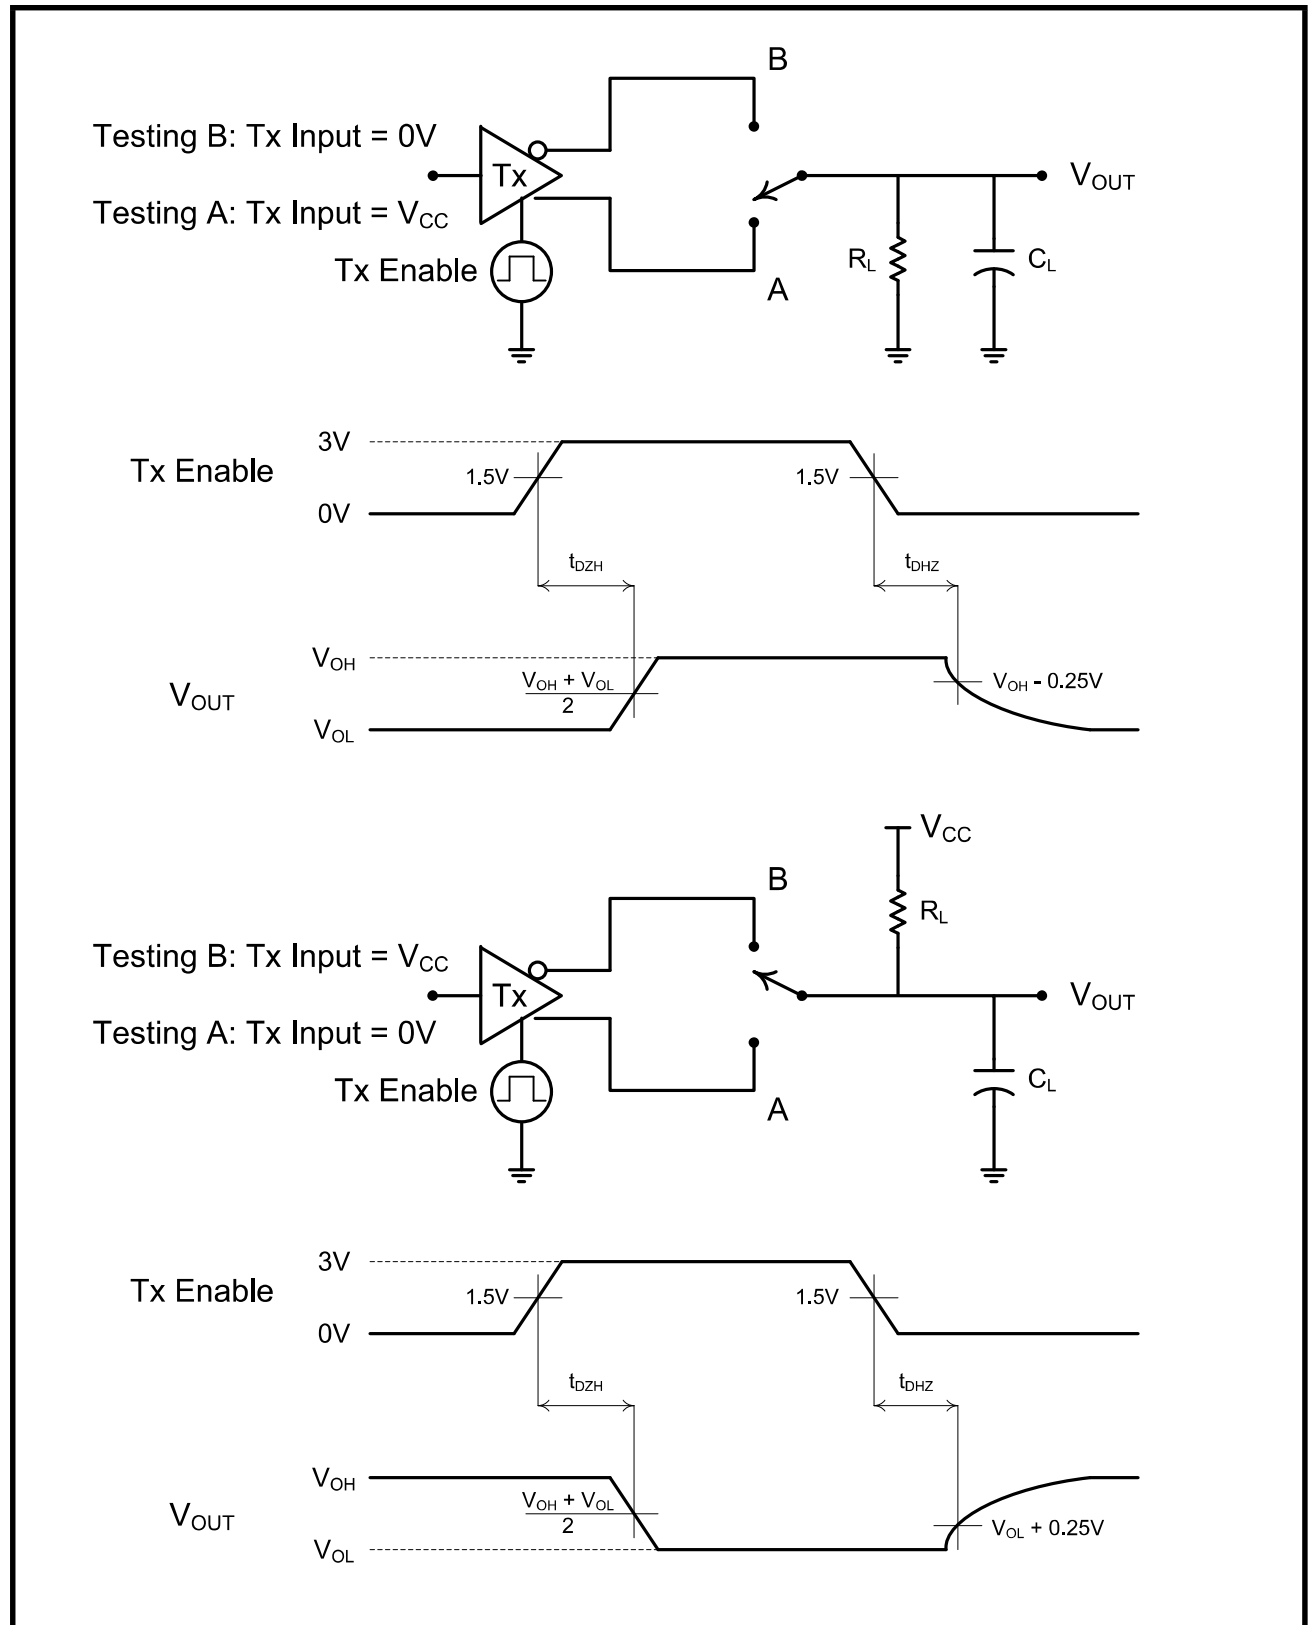 B
Testing B: Tx Input = 0V
Tx
V_OUT
Testing A: Tx Input = V_CC
R_L
C_L
Tx Enable
A
3V
Tx Enable
1.5V
1.5V
0V
t_DZH
t_DHZ
V_OH
V_OH + V_OL
2
V_OH - 0.25V
V_OUT
V_OL
V_CC
B
R_L
Testing B: Tx Input = V_CC
Tx
V_OUT
Testing A: Tx Input = 0V
Tx Enable
C_L
A
3V
Tx Enable
1.5V
1.5V
0V
t_DZH
t_DHZ
V_OH
V_OH + V_OL
2
V_OUT
V_OL + 0.25V
V_OL